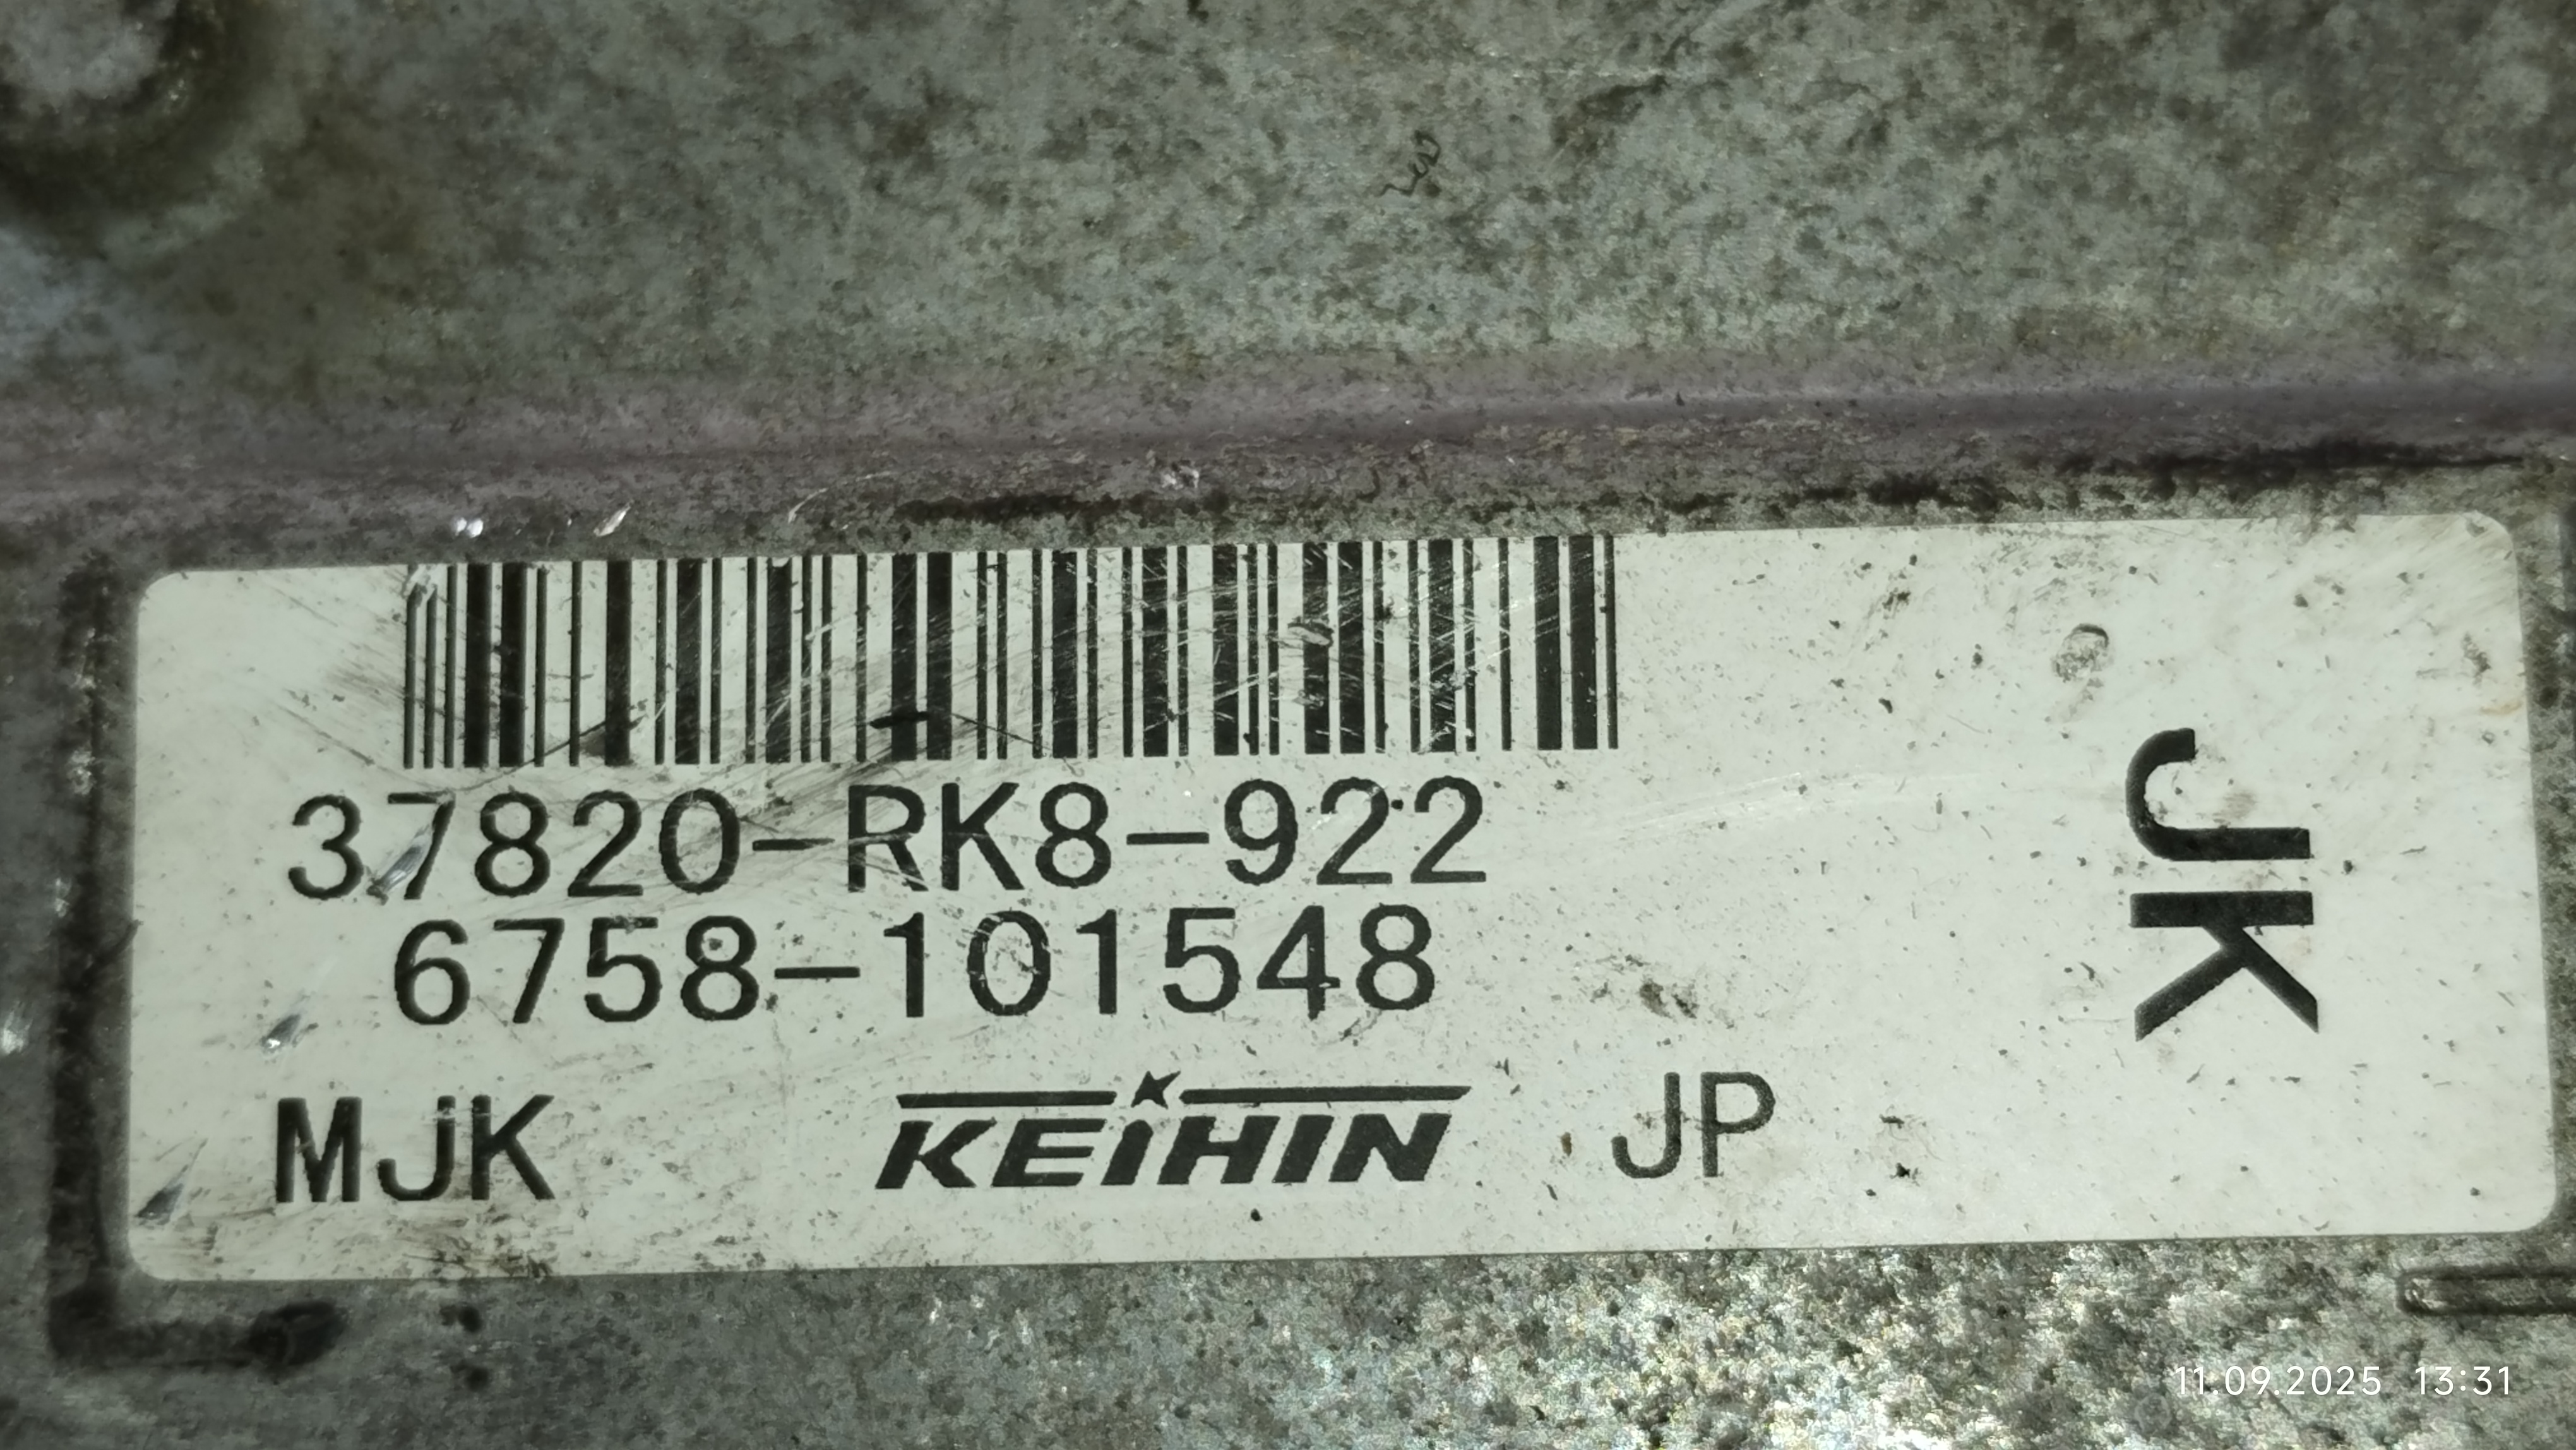 37820-RK8-922
6758-101548
MJK KEIHIN JP
JK
11.09.2025 13:31